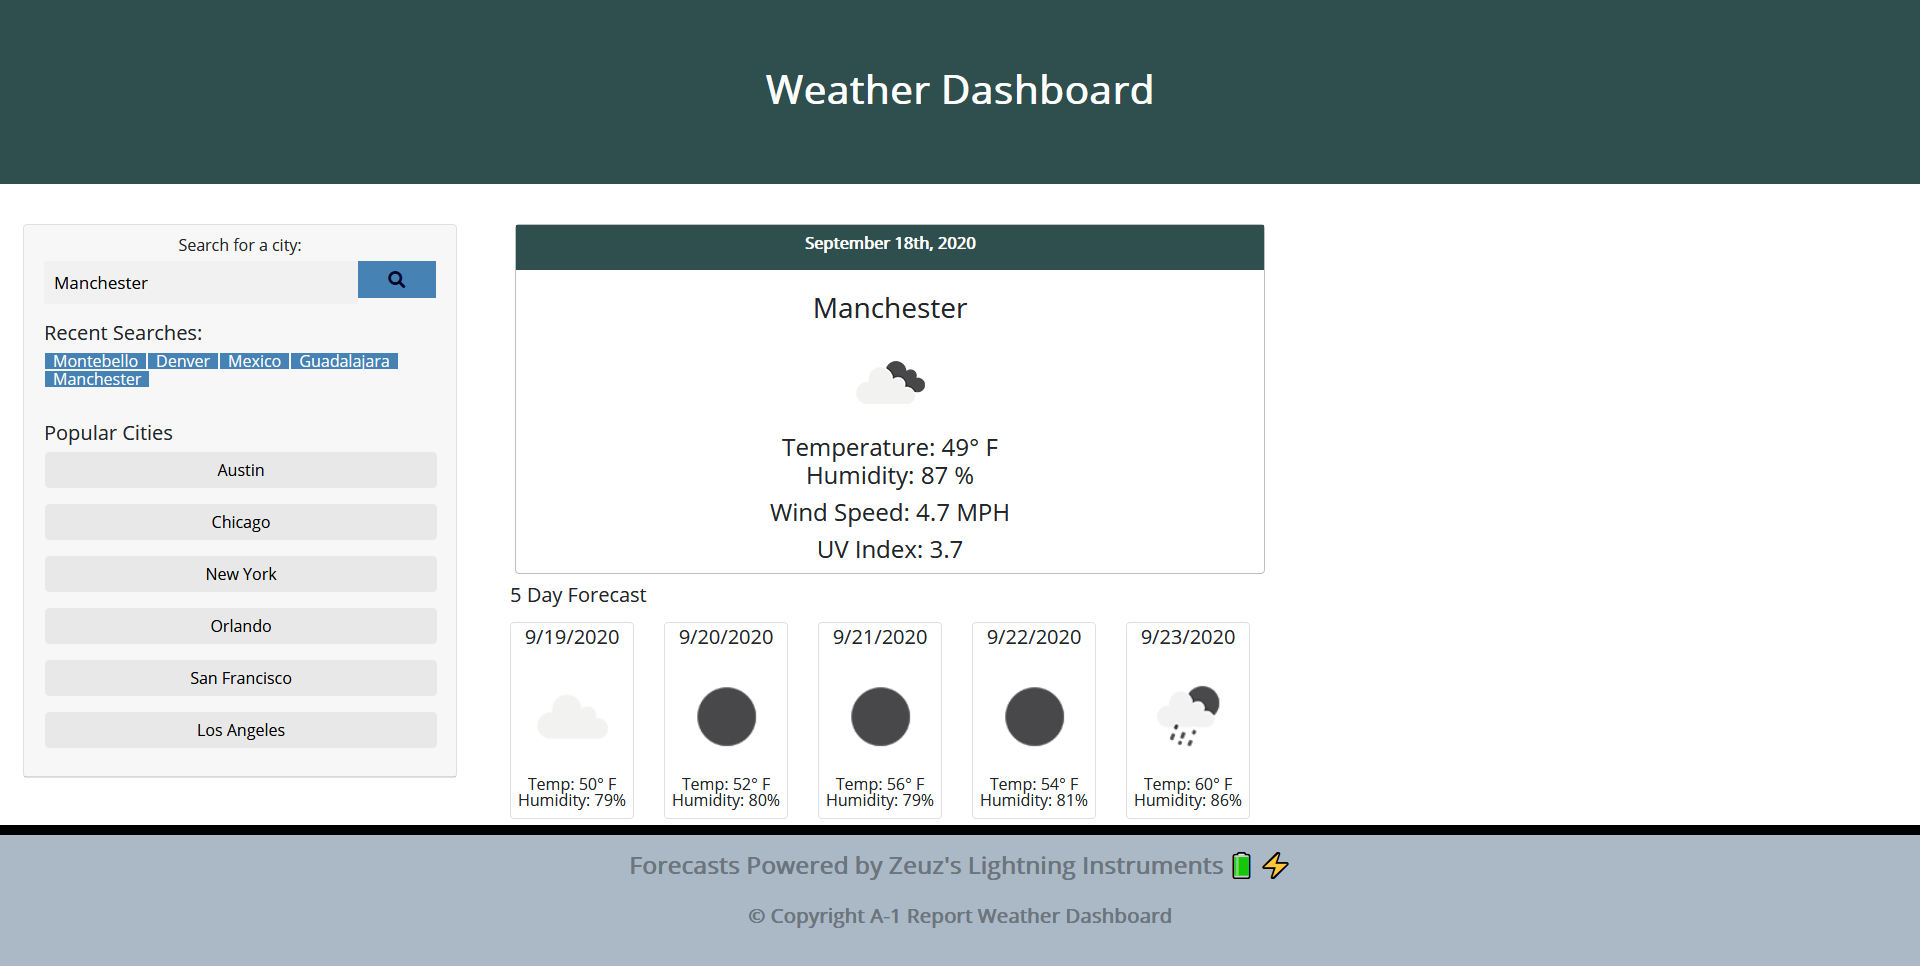 Weather Dashboard
Search for a city:
Manchester
Recent Searches:
Montebello Denver Mexico Guadalajara
Manchester
Popular Cities
Austin
Chicago
New York
Orlando
San Francisco
Los Angeles
September 18th, 2020
Manchester
Temperature: 49° F
Humidity: 87 %
Wind Speed: 4.7 MPH
UV Index: 3.7
5 Day Forecast
9/19/2020
Temp: 50° F
Humidity: 79%
9/20/2020
Temp: 52° F
Humidity: 80%
9/21/2020
Temp: 56° F
Humidity: 79%
9/22/2020
Temp: 54° F
Humidity: 81%
9/23/2020
Temp: 60° F
Humidity: 86%
Forecasts Powered by Zeuz's Lightning Instruments 🔋 ⚡
© Copyright A-1 Report Weather Dashboard